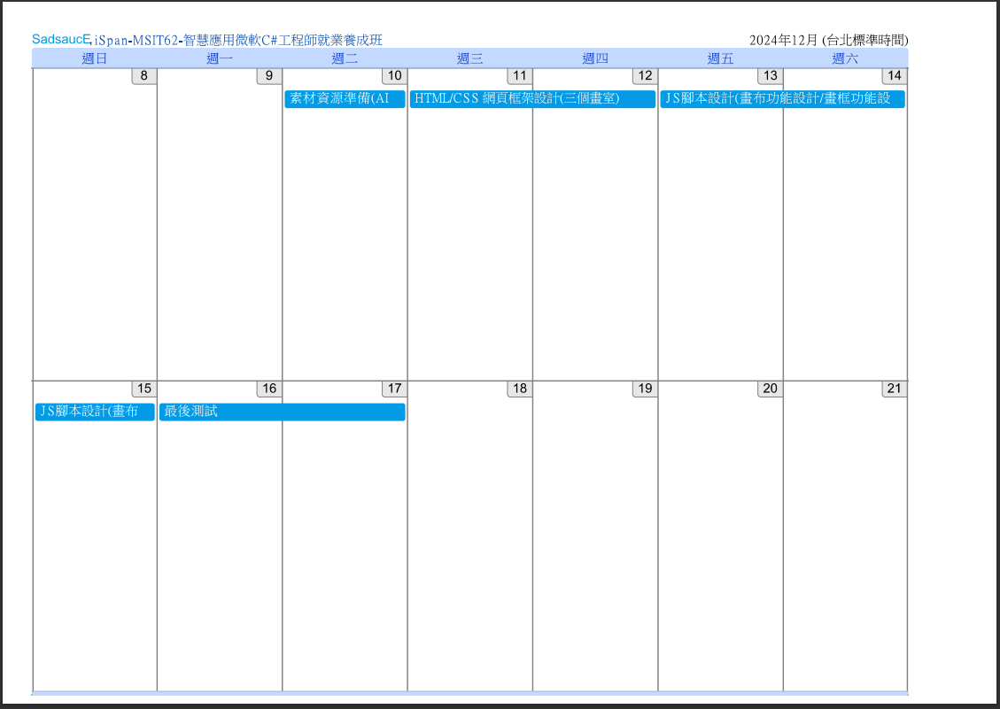 SadsaucE, iSpan-MSIT62-智慧應用微軟C#工程師就業養成班
2024年12月 (台北標準時間)
週日 週一 週二 週三 週四 週五 週六
8 9 10 11 12 13 14
素材資源準備(AI
HTML/CSS 網頁框架設計(三個畫室)
JS腳本設計(畫布功能設計/畫框功能設
15 16 17 18 19 20 21
JS腳本設計(畫布
最後測試